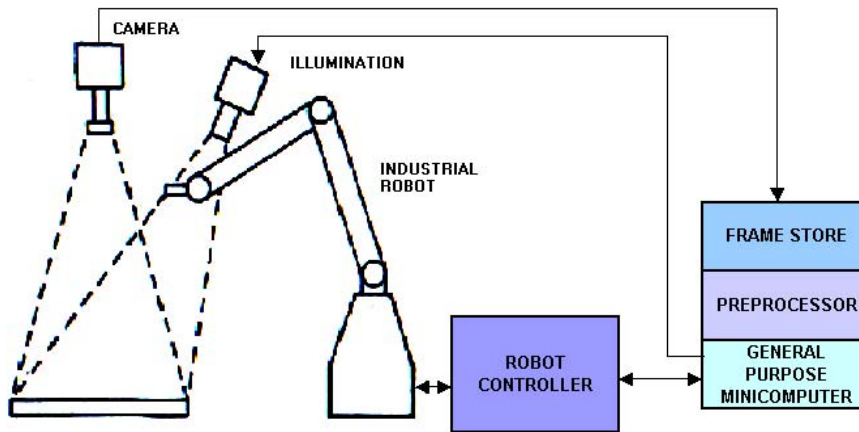 CAMERA
ILLUMINATION
INDUSTRIAL
ROBOT
FRAME STORE
PREPROCESSOR
GENERAL
PURPOSE
MINICOMPUTER
ROBOT
CONTROLLER